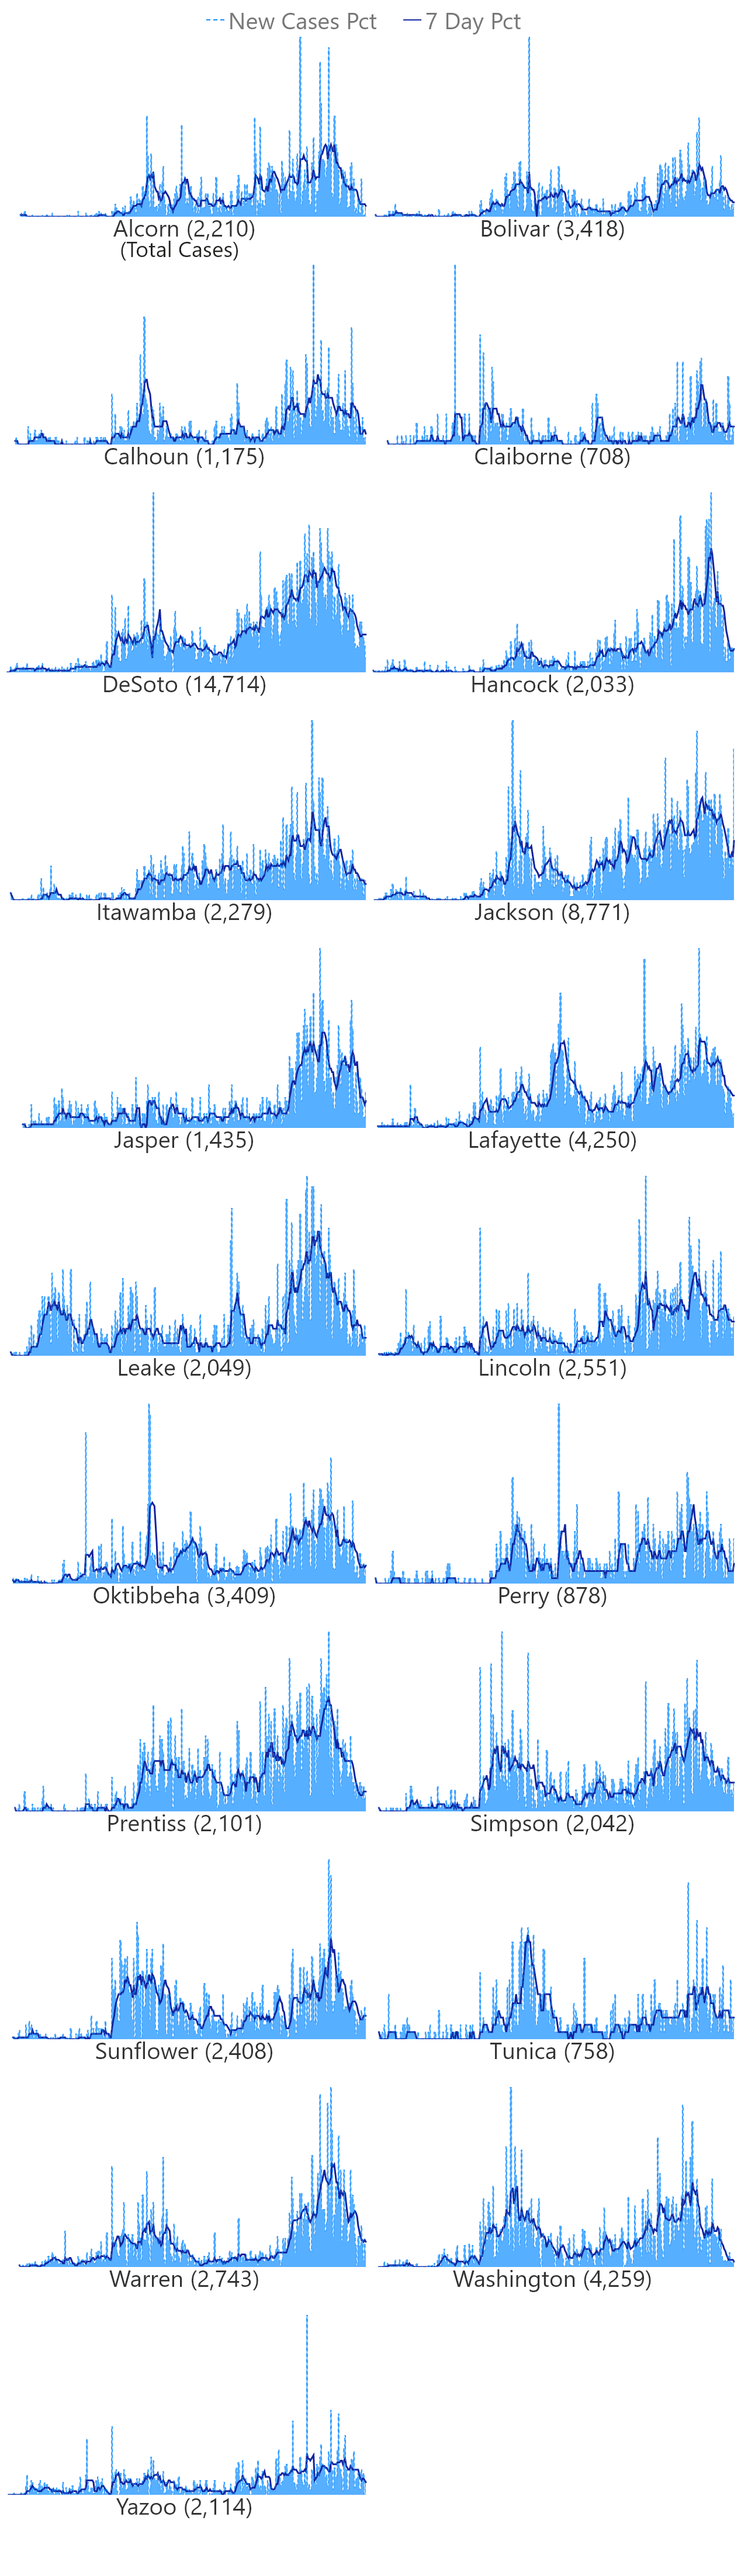 New Cases Pct 7 Day Pct
Alcorn (2,210) Bolivar (3,418)
(Total Cases)
Calhoun (1,175) Claiborne (708)
DeSoto (14,714) Hancock (2,033)
Itawamba (2,279) Jackson (8,771)
Jasper (1,435) Lafayette (4,250)
Leake (2,049) Lincoln (2,551)
Oktibbeha (3,409) Perry (878)
Prentiss (2,101) Simpson (2,042)
Sunflower (2,408) Tunica (758)
Warren (2,743) Washington (4,259)
Yazoo (2,114)